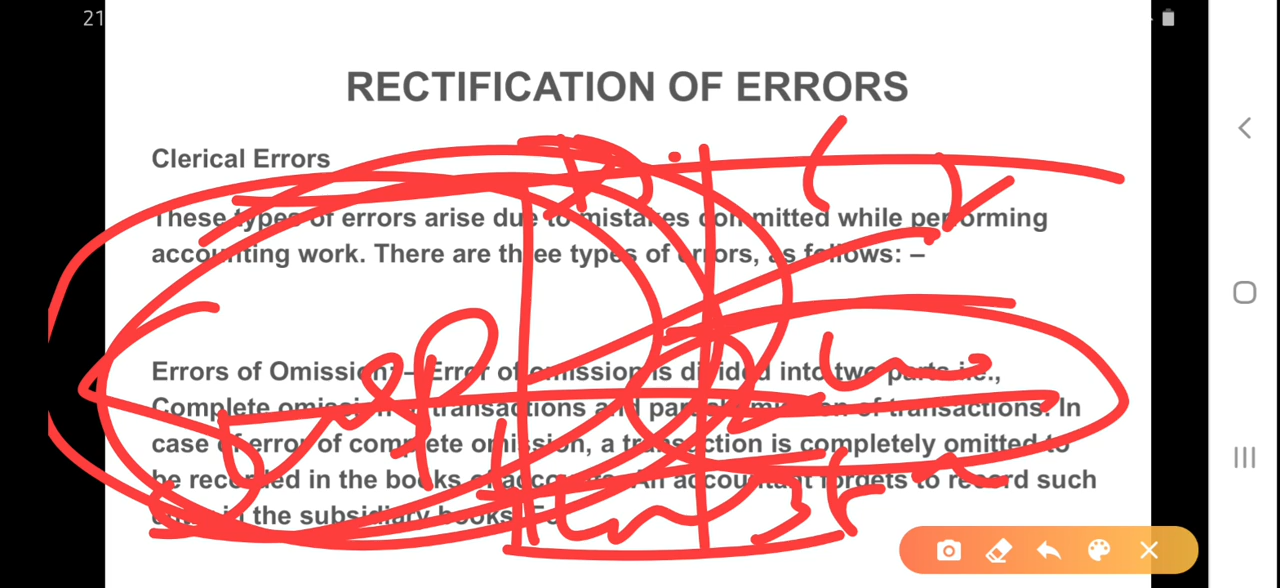 21
RECTIFICATION OF ERRORS
Clerical Errors
These types of errors arise due to mistakes committed while performing
accounting work. There are three types of errors, as follows: –
Errors of Omission:– Error of omission is divided into two parts i.e.,
Complete omission of transactions and partial omission of transactions. In
case of error of complete omission, a transaction is completely omitted to
be recorded in the books of accounts. An accountant forgets to record such
in the subsidiary books.